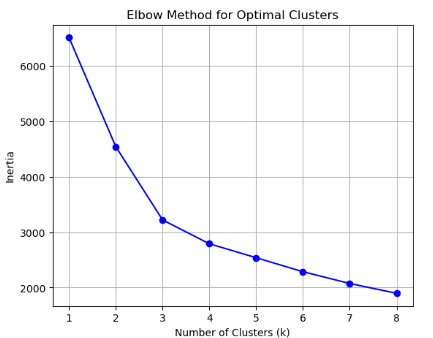 Elbow Method for Optimal Clusters
Inertia
6000
5000
4000
3000
2000
1 2 3 4 5 6 7 8
Number of Clusters (k)